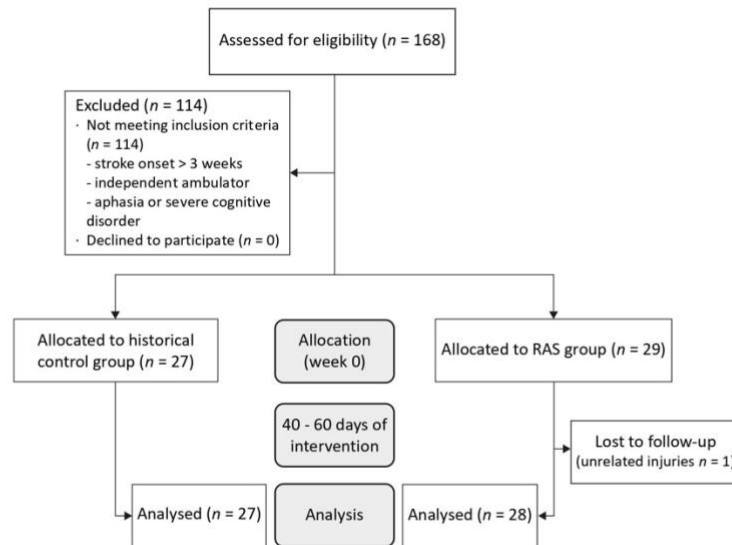 Assessed for eligibility (n = 168)
Excluded (n = 114)
· Not meeting inclusion criteria
(n = 114)
- stroke onset > 3 weeks
- independent ambulator
- aphasia or severe cognitive
disorder
· Declined to participate (n = 0)
Allocated to historical
control group (n = 27)
Allocation
(week 0)
Allocated to RAS group (n = 29)
40 - 60 days of
intervention
Lost to follow-up
(unrelated injuries n = 1)
Analysed (n = 27)
Analysis
Analysed (n = 28)